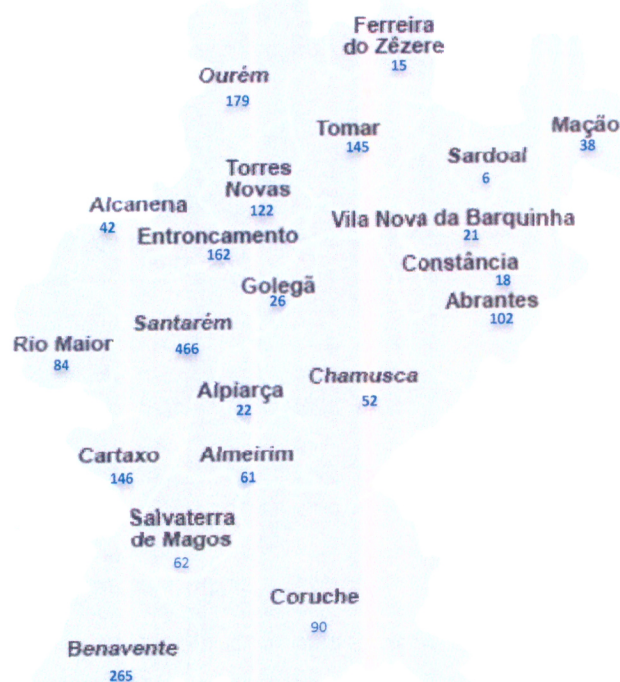 Ferreira
do Zêzere
15
Ourém
179
Tomar
145
Mação
38
Sardoal
6
Torres
Novas
122
Alcanena
42
Vila Nova da Barquinha
21
Entroncamento
162
Constância
18
Golegã
26
Abrantes
102
Santarém
466
Rio Maior
84
Chamusca
52
Alpiarça
22
Cartaxo
146
Almeirim
61
Salvaterra
de Magos
62
Coruche
90
Benavente
265